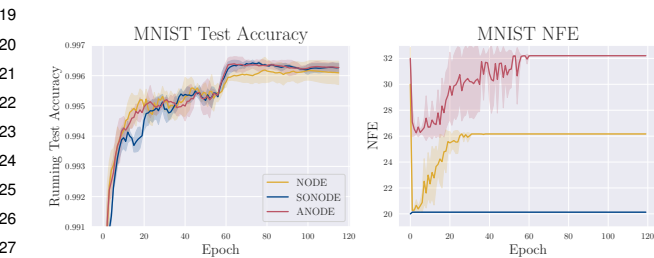 19
20
21
22
23
24
25
26
27
MNIST Test Accuracy
0.997
0.996
0.995
0.994
0.993
0.992
0.991
Running Test Accuracy
0 20 40 60 80 100 120
Epoch
NODE
SONODE
ANODE
MNIST NFE
32
30
28
26
24
22
20
NFE
0 20 40 60 80 100 120
Epoch